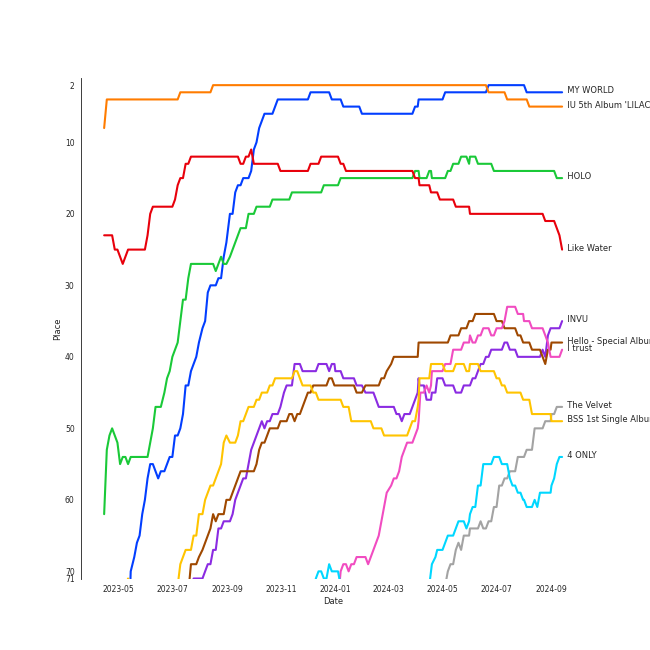 2
10
20
30
40
50
60
70
71
Place
2023-05
2023-07
2023-09
2023-11
2024-01
2024-03
2024-05
2024-07
2024-09
Date
MY WORLD
IU 5th Album 'LILAC
HOLO
Like Water
INVU
Hello - Special Albu
I trust
The Velvet
BSS 1st Single Albu
4 ONLY